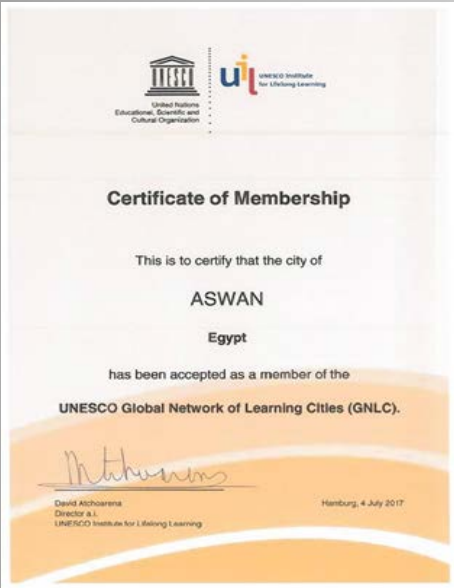 UNESCO
United Nations
Educational, Scientific and
Cultural Organization
uil
UNESCO Institute
for Lifelong Learning
Certificate of Membership
This is to certify that the city of
ASWAN
Egypt
has been accepted as a member of the
UNESCO Global Network of Learning Cities (GNLC).
David Atchoarena
Director a.i.
UNESCO Institute for Lifelong Learning
Hamburg, 4 July 2017